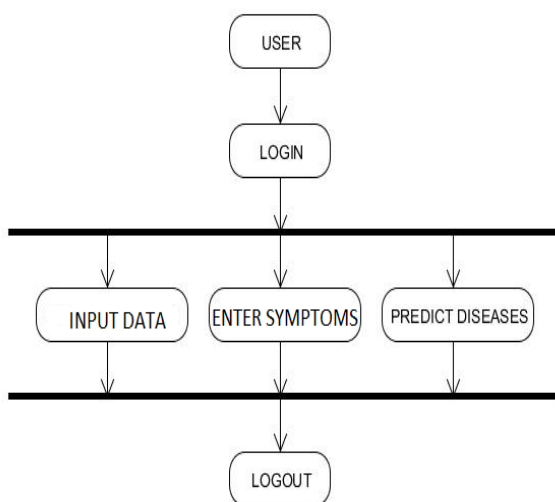 USER
LOGIN
INPUT DATA
ENTER SYMPTOMS
PREDICT DISEASES
LOGOUT